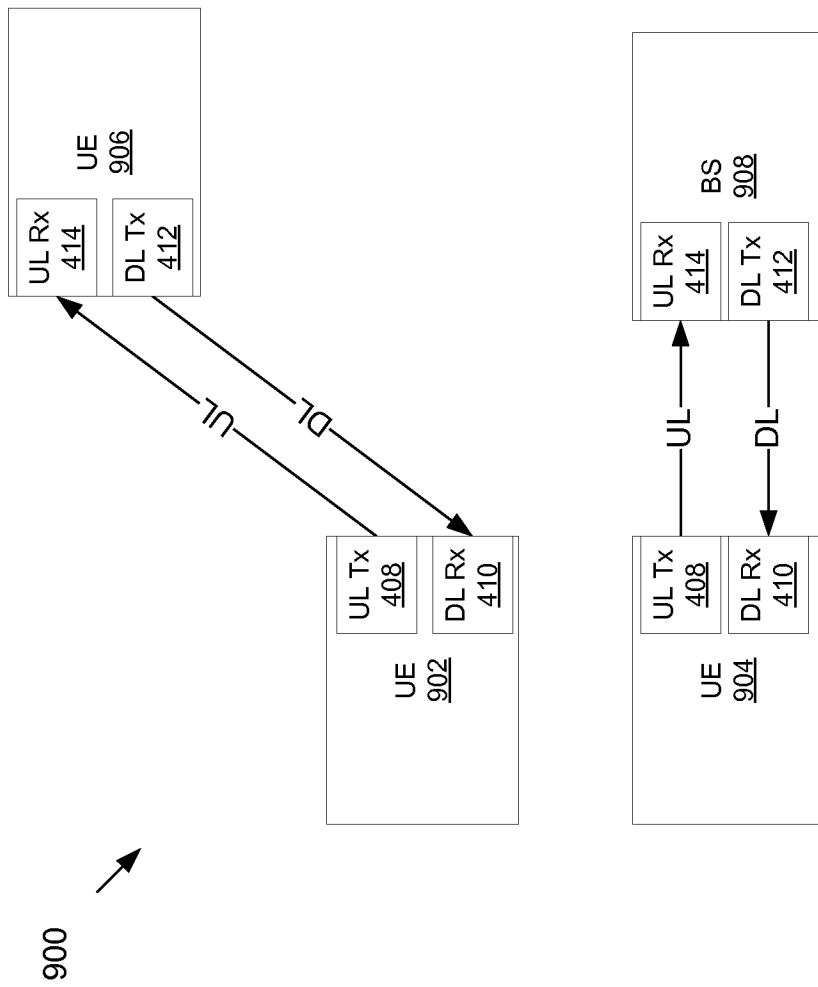 900
UE
902
UL Tx
408
DL Rx
410
UL
DL
UL Rx
414
DL Tx
412
UE
906
UE
904
UL Tx
408
DL Rx
410
UL
DL
UL Rx
414
DL Tx
412
BS
908